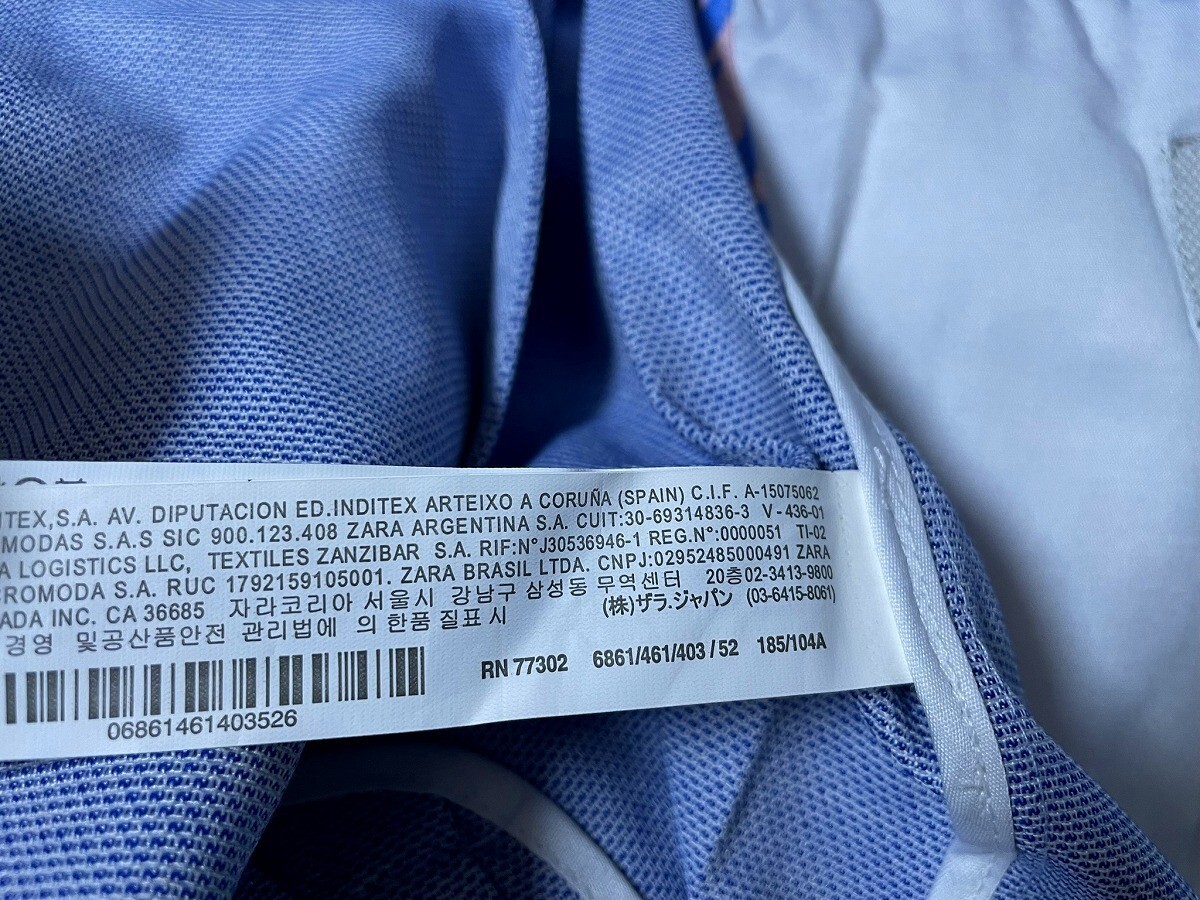 ITEX,S.A. AV. DIPUTACION ED.INDITEX ARTEIXO A CORUÑA (SPAIN) C.I.F. A-15075062
MODAS S.A.S SIC 900.123.408 ZARA ARGENTINA S.A. CUIT:30-69314836-3 V-436-01
A LOGISTICS LLC, TEXTILES ZANZIBAR S.A. RIF:N°J30536946-1 REG.N°:0000051 TI-02
ROMODA S.A. RUC 1792159105001. ZARA BRASIL LTDA. CNPJ:02952485000491 ZARA
ADA INC. CA 36685 자라코리아 서울시 강남구 삼성동 무역센터 20층02-3413-9800
경영 및공산품안전 관리법에 의한품 질표시 (株)ザラ.ジャパン (03-6415-8061)
RN 77302 6861/461/403/52 185/104A
06861461403526